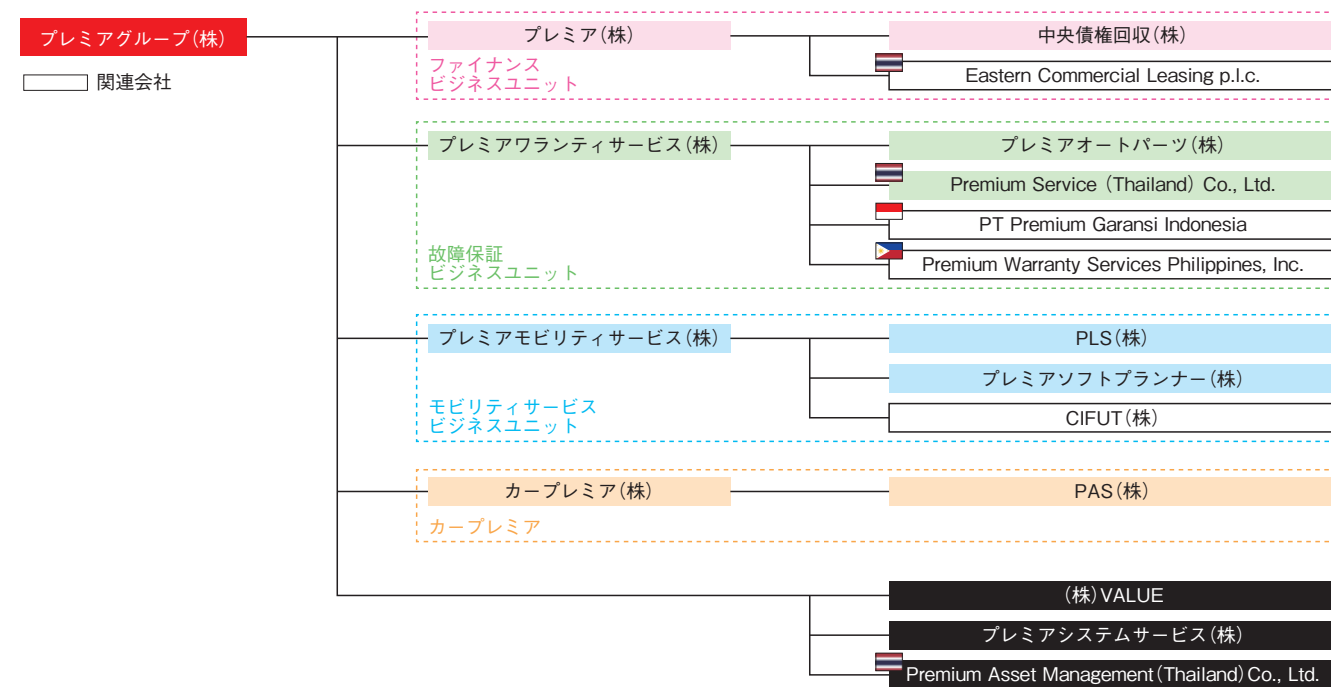 プレミアグループ(株)
関連会社
プレミア(株)
ファイナンス
ビジネスユニット
中央債権回収(株)
Eastern Commercial Leasing p.l.c.
プレミアワランティサービス(株)
故障保証
ビジネスユニット
プレミアオートパーツ(株)
Premium Service (Thailand) Co., Ltd.
PT Premium Garansi Indonesia
Premium Warranty Services Philippines, Inc.
プレミアモビリティサービス(株)
モビリティサービス
ビジネスユニット
PLS(株)
プレミアソフトプランナー(株)
CIFUT(株)
カープレミア(株)
カープレミア
PAS(株)
(株)VALUE
プレミアシステムサービス(株)
Premium Asset Management(Thailand)Co., Ltd.